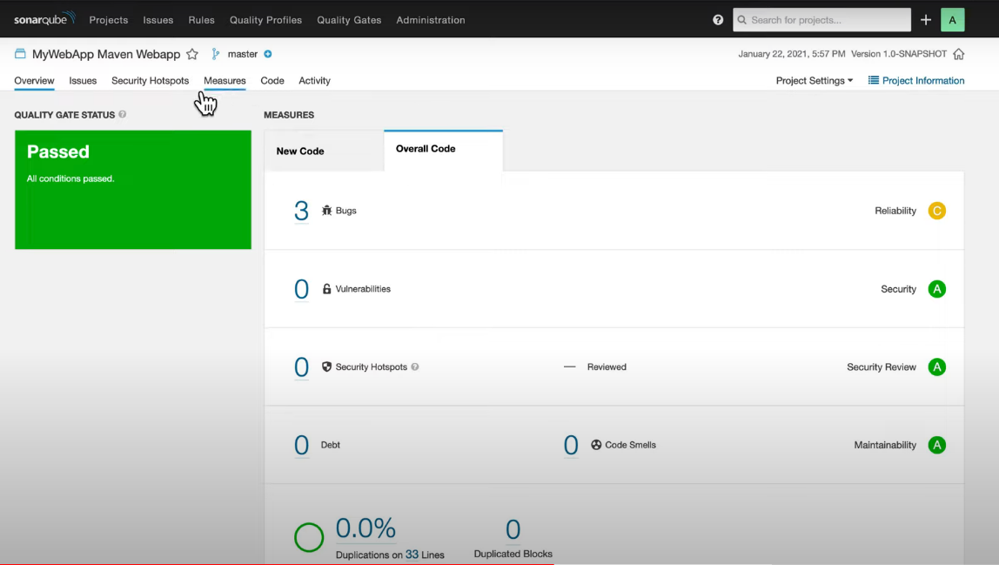 sonarqube Projects Issues Rules Quality Profiles Quality Gates Administration ? Search for projects... A
MyWebApp Maven Webapp master January 22, 2021, 5:57 PM Version 1.0-SNAPSHOT
Overview Issues Security Hotspots Measures Code Activity Project Settings Project Information
QUALITY GATE STATUS ? MEASURES
Passed
All conditions passed.
New Code Overall Code
3 Bugs Reliability C
0 Vulnerabilities Security A
0 Security Hotspots ? — Reviewed Security Review A
0 Debt 0 Code Smells Maintainability A
0.0% 0
Duplications on 33 Lines Duplicated Blocks